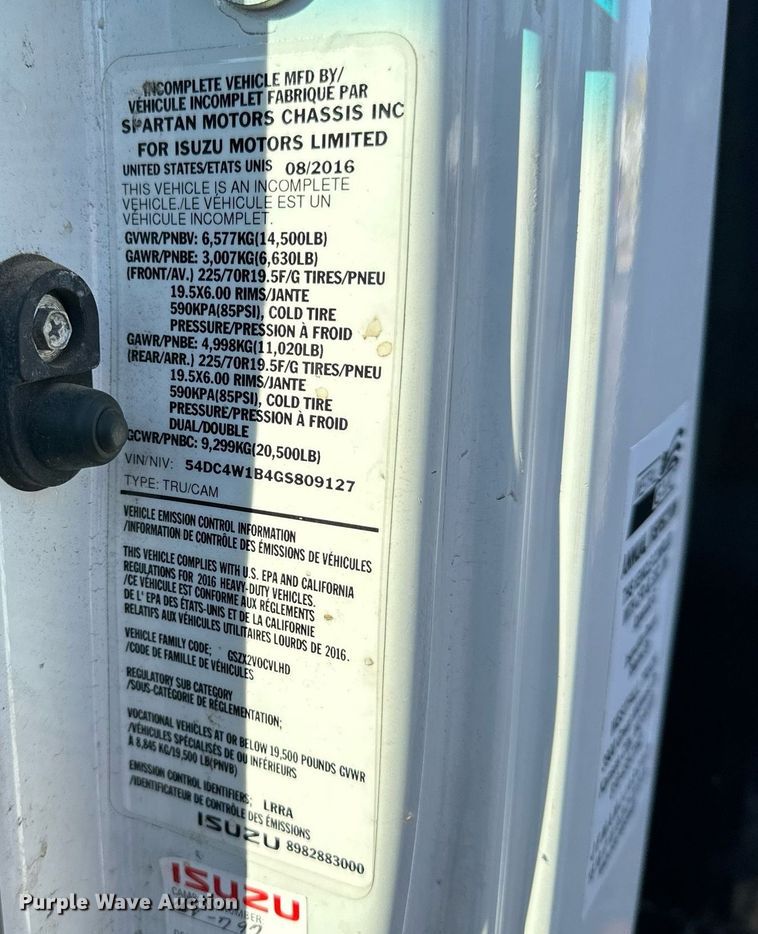 INCOMPLETE VEHICLE MFD BY/
VÉHICULE INCOMPLET FABRIQUÉ PAR
SPARTAN MOTORS CHASSIS INC
FOR ISUZU MOTORS LIMITED
UNITED STATES/ETATS UNIS 08/2016
THIS VEHICLE IS AN INCOMPLETE
VEHICLE./LE VÉHICULE EST UN
VÉHICULE INCOMPLET.
GVWR/PNBV: 6,577KG(14,500LB)
GAWR/PNBE: 3,007KG(6,630LB)
(FRONT/AV.) 225/70R19.5F/G TIRES/PNEU
19.5X6.00 RIMS/JANTE
590KPA(85PSI), COLD TIRE
PRESSURE/PRESSION À FROID
GAWR/PNBE: 4,998KG(11,020LB)
(REAR/ARR.) 225/70R19.5F/G TIRES/PNEU
19.5X6.00 RIMS/JANTE
590KPA(85PSI), COLD TIRE
PRESSURE/PRESSION À FROID
DUAL/DOUBLE
GCWR/PNBC: 9,299KG(20,500LB)
VIN/NIV: 54DC4W1B4GS809127
TYPE: TRU/CAM
VEHICLE EMISSION CONTROL INFORMATION
/INFORMATION DE CONTRÔLE DES ÉMISSIONS DE VÉHICULES
THIS VEHICLE COMPLIES WITH U.S. EPA AND CALIFORNIA
REGULATIONS FOR 2016 HEAVY-DUTY VEHICLES.
/CE VÉHICULE EST CONFORME AUX RÉGLEMENTS
DE L' EPA DES ÉTATS-UNIS ET DE LA CALIFORNIE
RELATIFS AUX VÉHICULES UTILITAIRES LOURDS DE 2016.
VEHICLE FAMILY CODE; GSZX2VOCVLHD
/CODE DE FAMILLE DE VÉHICULES
REGULATORY SUB CATEGORY
/SOUS-CATÉGORIE DE RÉGLEMENTATION;
VOCATIONAL VEHICLES AT OR BELOW 19,500 POUNDS GVWR
/VÉHICULES SPÉCIALISÉS DE OU INFÉRIEURS
À 8,845 KG/19,500 LB(PNVB)
EMISSION CONTROL IDENTIFIERS; LRRA
/IDENTIFICATEUR DE CONTRÔLE DES ÉMISSIONS
ISUZU 8982883000
ISUZU
Purple Wave Auction
ANNUAL